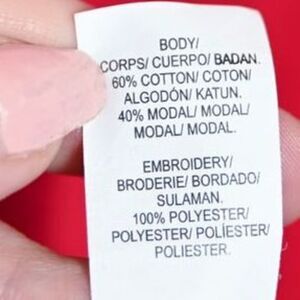 BODY/
CORPS/ CUERPO/ BADAN.
60% COTTON/ COTON/
ALGODÓN/ KATUN.
40% MODAL/ MODAL/
MODAL/ MODAL.
EMBROIDERY/
BRODERIE/ BORDADO/
SULAMAN.
100% POLYESTER/
POLYESTER/ POLIÉSTER/
POLIESTER.